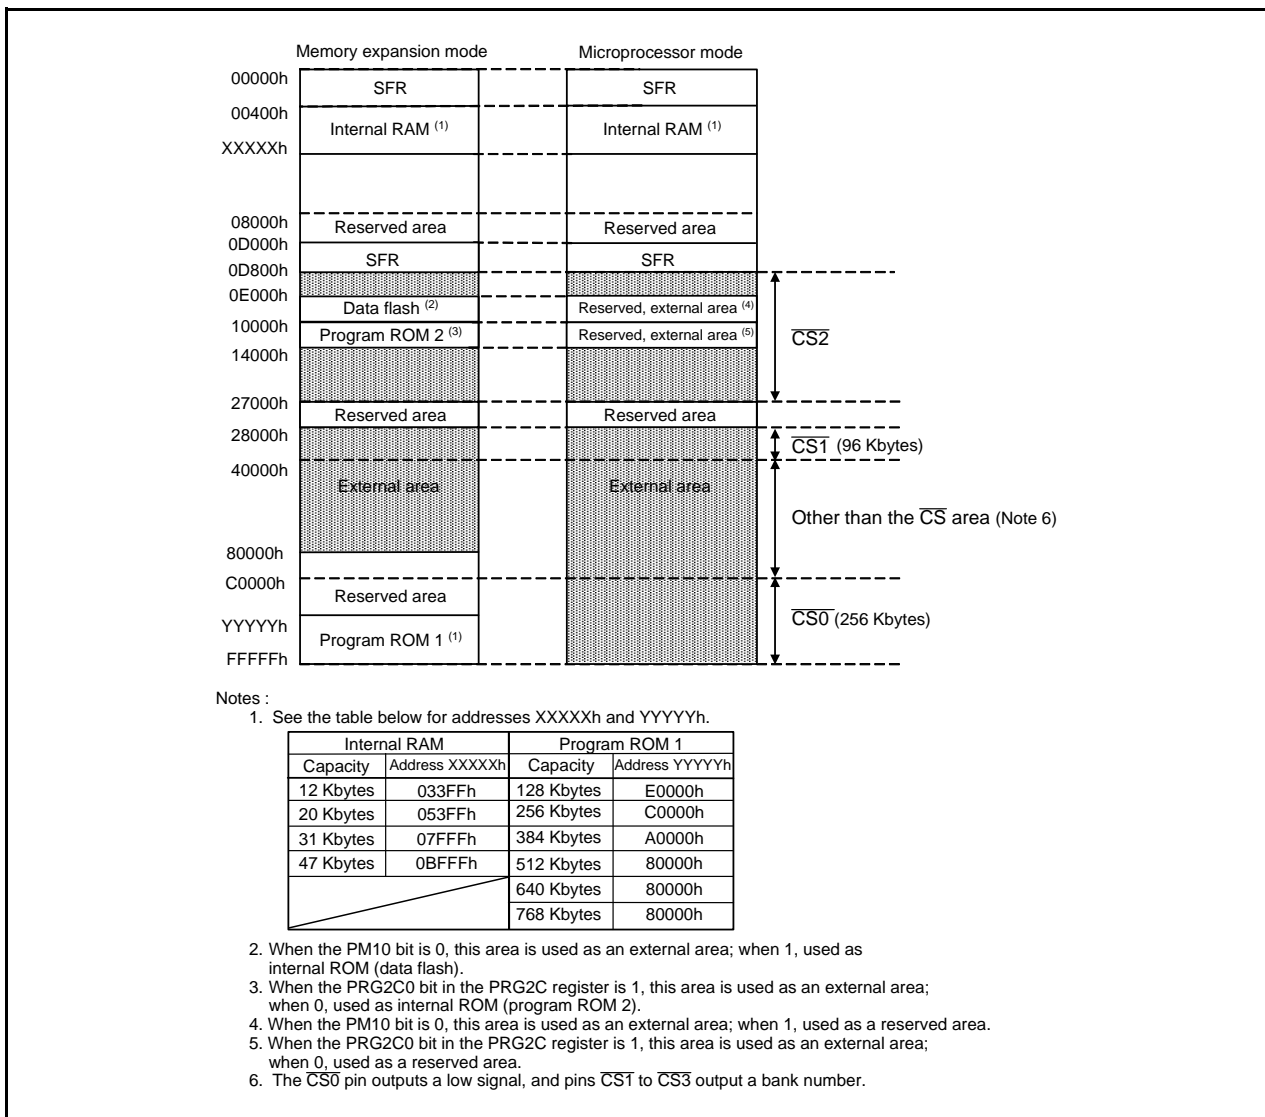 Memory expansion mode
Microprocessor mode
00000h
SFR
SFR
00400h
Internal RAM (1)
Internal RAM (1)
XXXXXh
08000h
Reserved area
Reserved area
0D000h
SFR
SFR
0D800h
0E000h
Data flash (2)
Reserved, external area (4)
10000h
Program ROM 2 (3)
Reserved, external area (5)
CS2
14000h
27000h
Reserved area
Reserved area
28000h
CS1 (96 Kbytes)
40000h
External area
External area
Other than the CS area (Note 6)
80000h
C0000h
Reserved area
CS0 (256 Kbytes)
YYYYYh
Program ROM 1 (1)
FFFFFh
Notes :
1. See the table below for addresses XXXXXh and YYYYYh.
Internal RAM Program ROM 1
Capacity Address XXXXXh Capacity Address YYYYYh
12 Kbytes 033FFh 128 Kbytes E0000h
20 Kbytes 053FFh 256 Kbytes C0000h
31 Kbytes 07FFFh 384 Kbytes A0000h
47 Kbytes 0BFFFh 512 Kbytes 80000h
640 Kbytes 80000h
768 Kbytes 80000h
2. When the PM10 bit is 0, this area is used as an external area; when 1, used as
internal ROM (data flash).
3. When the PRG2C0 bit in the PRG2C register is 1, this area is used as an external area;
when 0, used as internal ROM (program ROM 2).
4. When the PM10 bit is 0, this area is used as an external area; when 1, used as a reserved area.
5. When the PRG2C0 bit in the PRG2C register is 1, this area is used as an external area;
when 0, used as a reserved area.
6. The CS0 pin outputs a low signal, and pins CS1 to CS3 output a bank number.